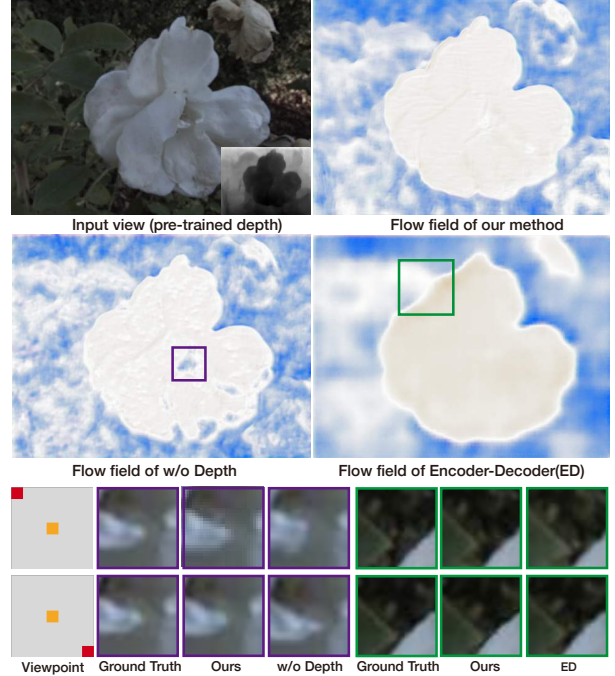 Input view (pre-trained depth)
Flow field of our method
Flow field of w/o Depth
Flow field of Encoder-Decoder(ED)
Viewpoint
Ground Truth
Ours
w/o Depth
Ground Truth
Ours
ED